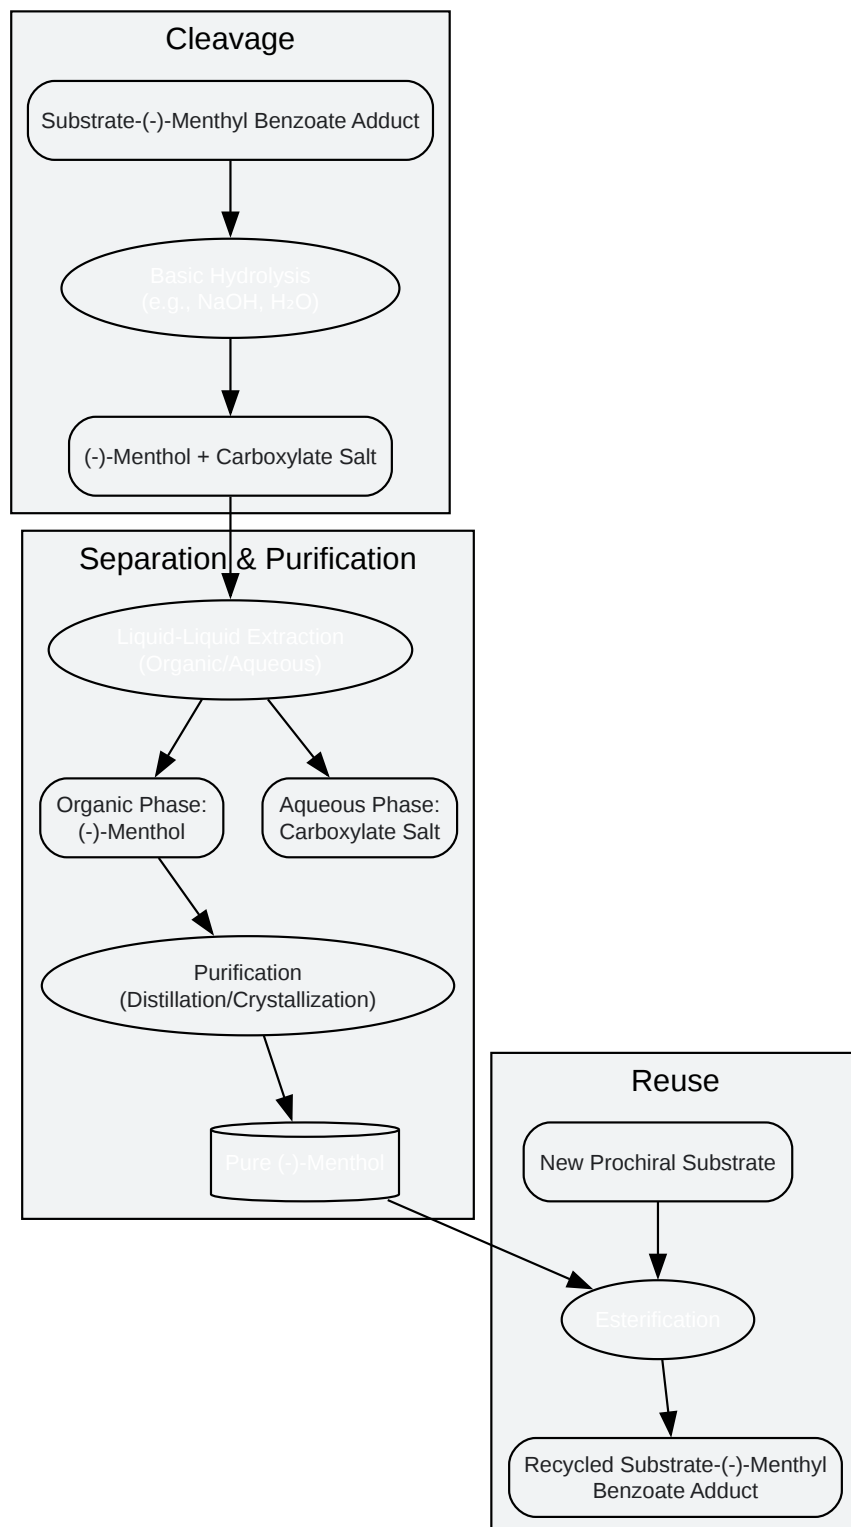 Cleavage
Substrate-(-)-Menthyl Benzoate Adduct
Basic Hydrolysis
(e.g., NaOH, H₂O)
(-)-Menthol + Carboxylate Salt
Separation & Purification
Liquid-Liquid Extraction
(Organic/Aqueous)
Organic Phase:
(-)-Menthol
Aqueous Phase:
Carboxylate Salt
Purification
(Distillation/Crystallization)
Pure (-)-Menthol
Reuse
New Prochiral Substrate
Esterification
Recycled Substrate-(-)-Menthyl
Benzoate Adduct